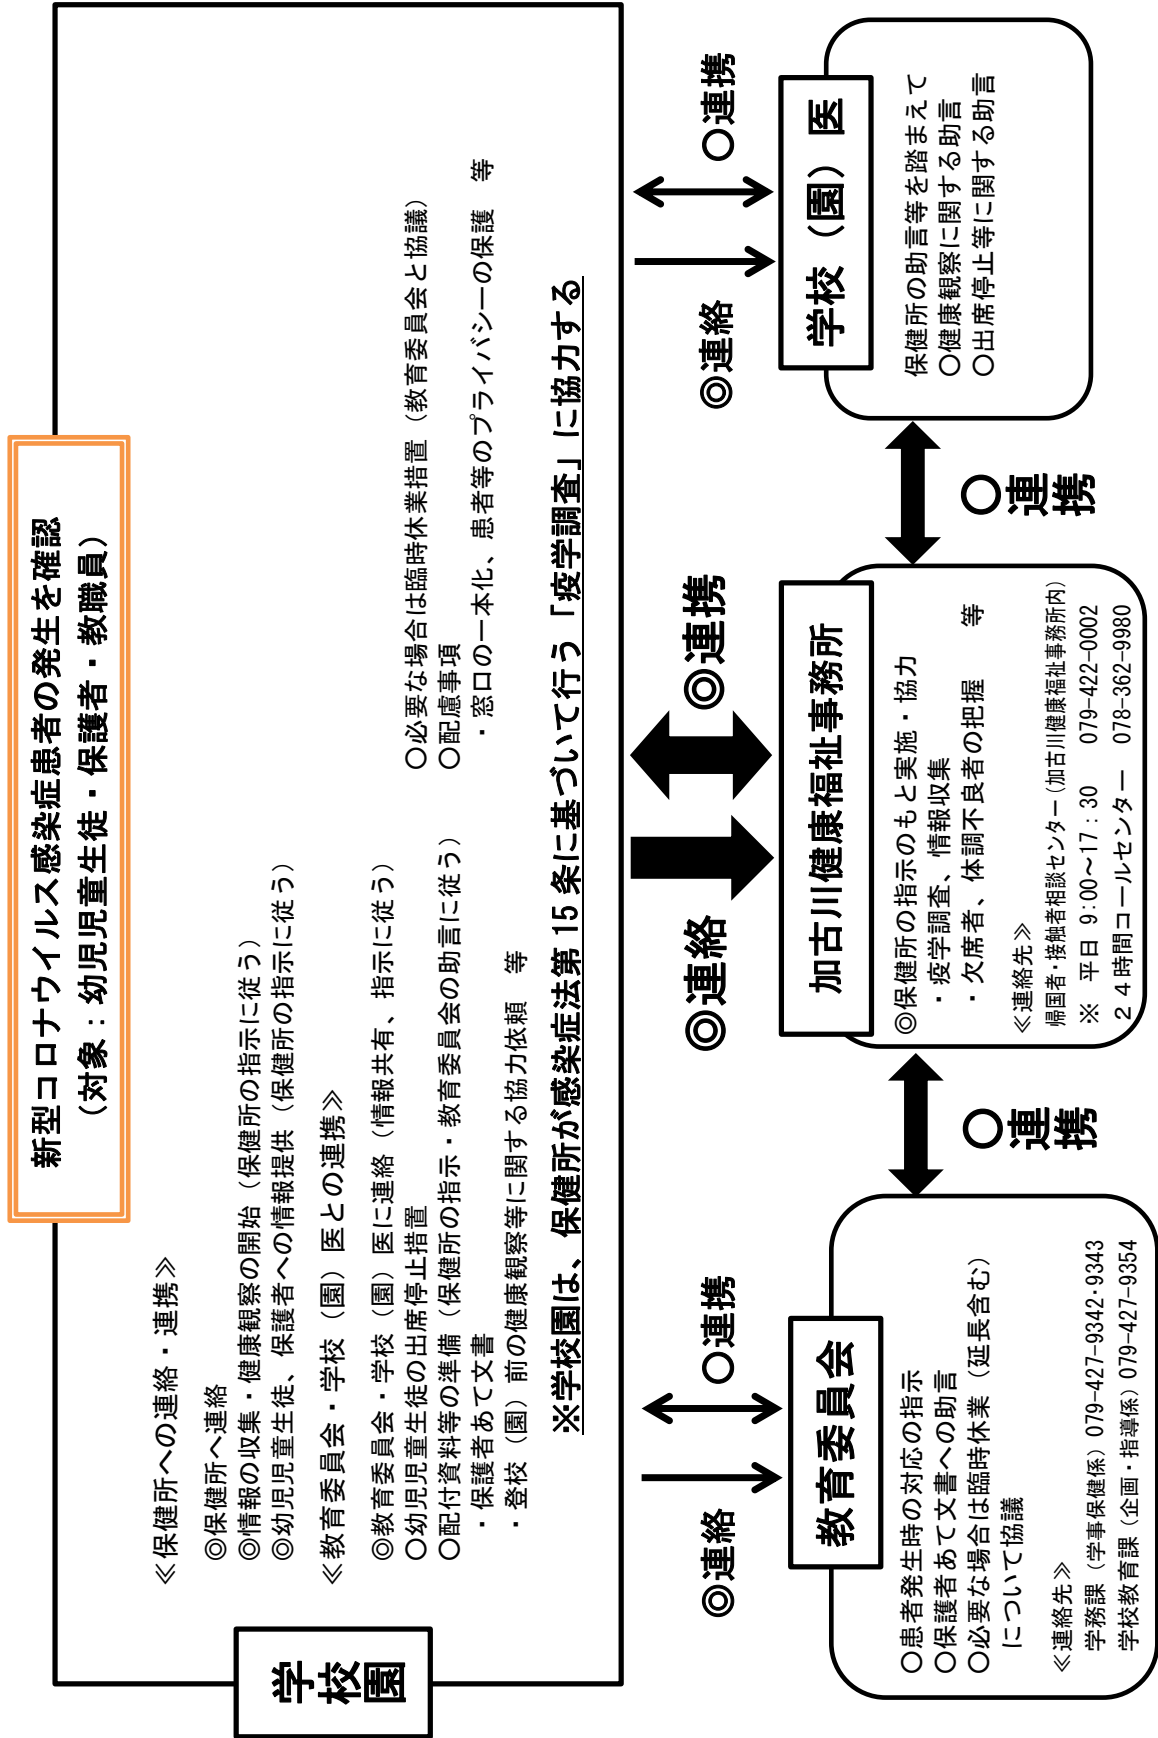 新型コロナウイルス感染症患者の発生を確認
（対象：幼児児童生徒・保護者・教職員）
学校園
≪保健所への連絡・連携≫
◎保健所へ連絡
◎情報の収集・健康観察の開始（保健所の指示に従う）
◎幼児児童生徒、保護者への情報提供（保健所の指示に従う）
≪教育委員会・学校（園）医との連携≫
◎教育委員会・学校（園）医に連絡（情報共有、指示に従う）
○幼児児童生徒の出席停止措置
○配付資料等の準備（保健所の指示・教育委員会の助言に従う）
・保護者あて文書
・登校（園）前の健康観察等に関する協力依頼　等
○必要な場合は臨時休業措置（教育委員会と協議）
○配慮事項
・窓口の一本化、患者等のプライバシーの保護　等
※学校園は、保健所が感染症法第 15 条に基づいて行う「疫学調査」に協力する
◎連絡
○連携
◎連絡
◎連携
◎連絡
○連携
教育委員会
○患者発生時の対応の指示
○保護者あて文書への助言
○必要な場合は臨時休業（延長含む）
について協議
≪連絡先≫
学務課（学事保健係）079-427-9342・9343
学校教育課（企画・指導係）079-427-9354
○連携
加古川健康福祉事務所
◎保健所の指示のもと実施・協力
・疫学調査、情報収集
・欠席者、体調不良者の把握　等
≪連絡先≫
帰国者・接触者相談センター（加古川健康福祉事務所内）
※ 平日 9:00～17:30　079-422-0002
２４時間コールセンター　078-362-9980
○連携
学校（園）医
保健所の助言等を踏まえて
○健康観察に関する助言
○出席停止等に関する助言